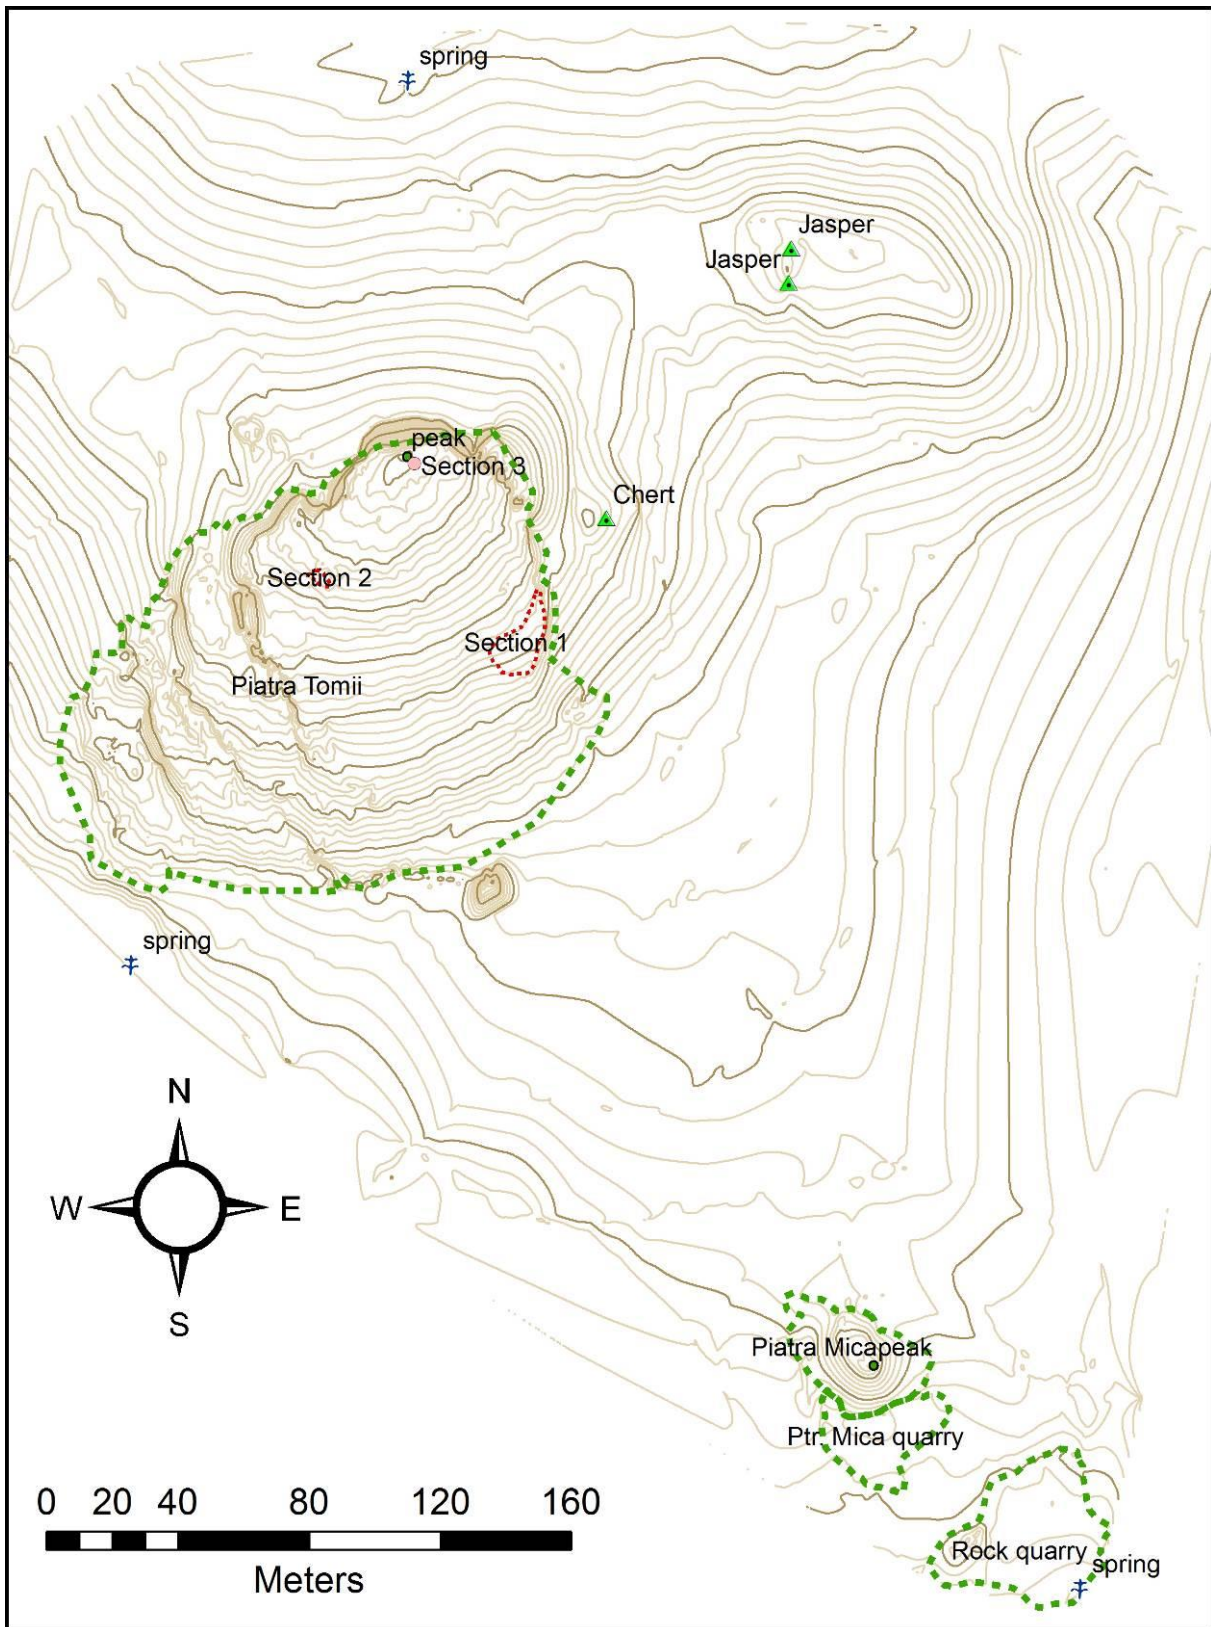 spring
Jasper
Jasper
peak
Section 3
Chert
Section 2
Section 1
Piatra Tomii
spring
N
W E
S
Piatra Micapeak
Ptr. Mica quarry
0 20 40 80 120 160
Meters
Rock quarry
spring